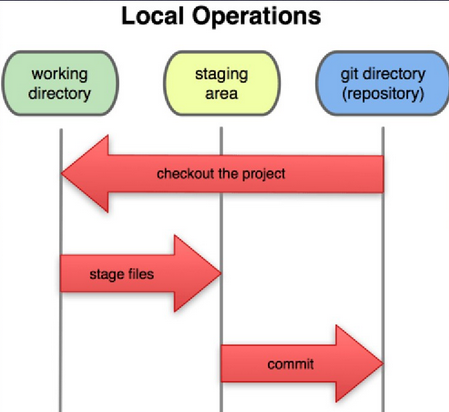 Local Operations
working
directory
staging
area
git directory
(repository)
checkout the project
stage files
commit